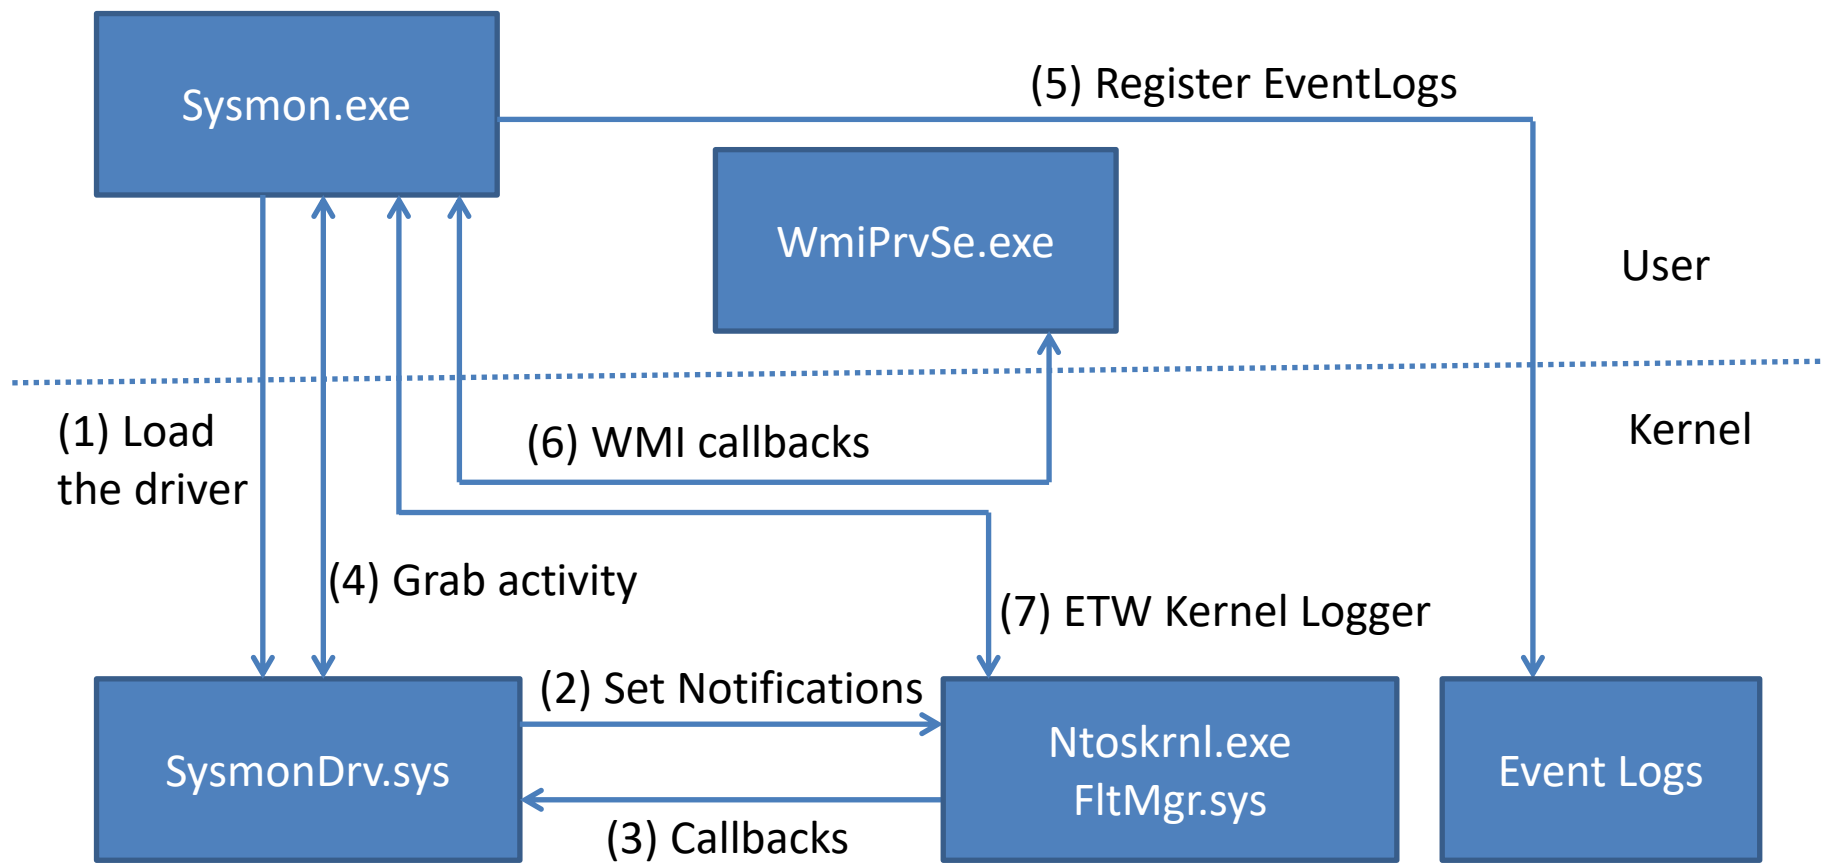 Sysmon.exe
(5) Register EventLogs
WmiPrvSe.exe
User
(1) Load
the driver
(6) WMI callbacks
Kernel
(4) Grab activity
(7) ETW Kernel Logger
(2) Set Notifications
SysmonDrv.sys
Ntoskrnl.exe
FltMgr.sys
Event Logs
(3) Callbacks